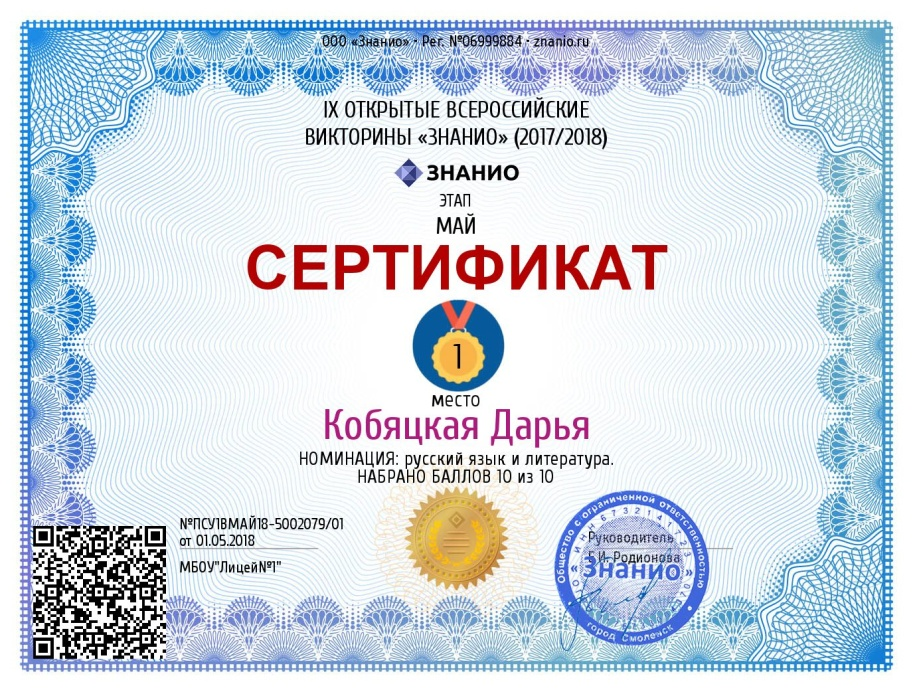 ООО «Знанио» · Рег. №06999884 · znanio.ru
IX ОТКРЫТЫЕ ВСЕРОССИЙСКИЕ
ВИКТОРИНЫ «ЗНАНИО» (2017/2018)
ЗНАНИО
ЭТАП
МАЙ
СЕРТИФИКАТ
1
место
Кобяцкая Дарья
НОМИНАЦИЯ: русский язык и литература.
НАБРАНО БАЛЛОВ 10 из 10
№ПСУ1ВМАЙ18-5002079/01
от 01.05.2018
МБОУ"Лицей№1"
Руководитель
Г.И. Родионова
Общество с ограниченной ответственностью
«Знанио»
город Смоленск